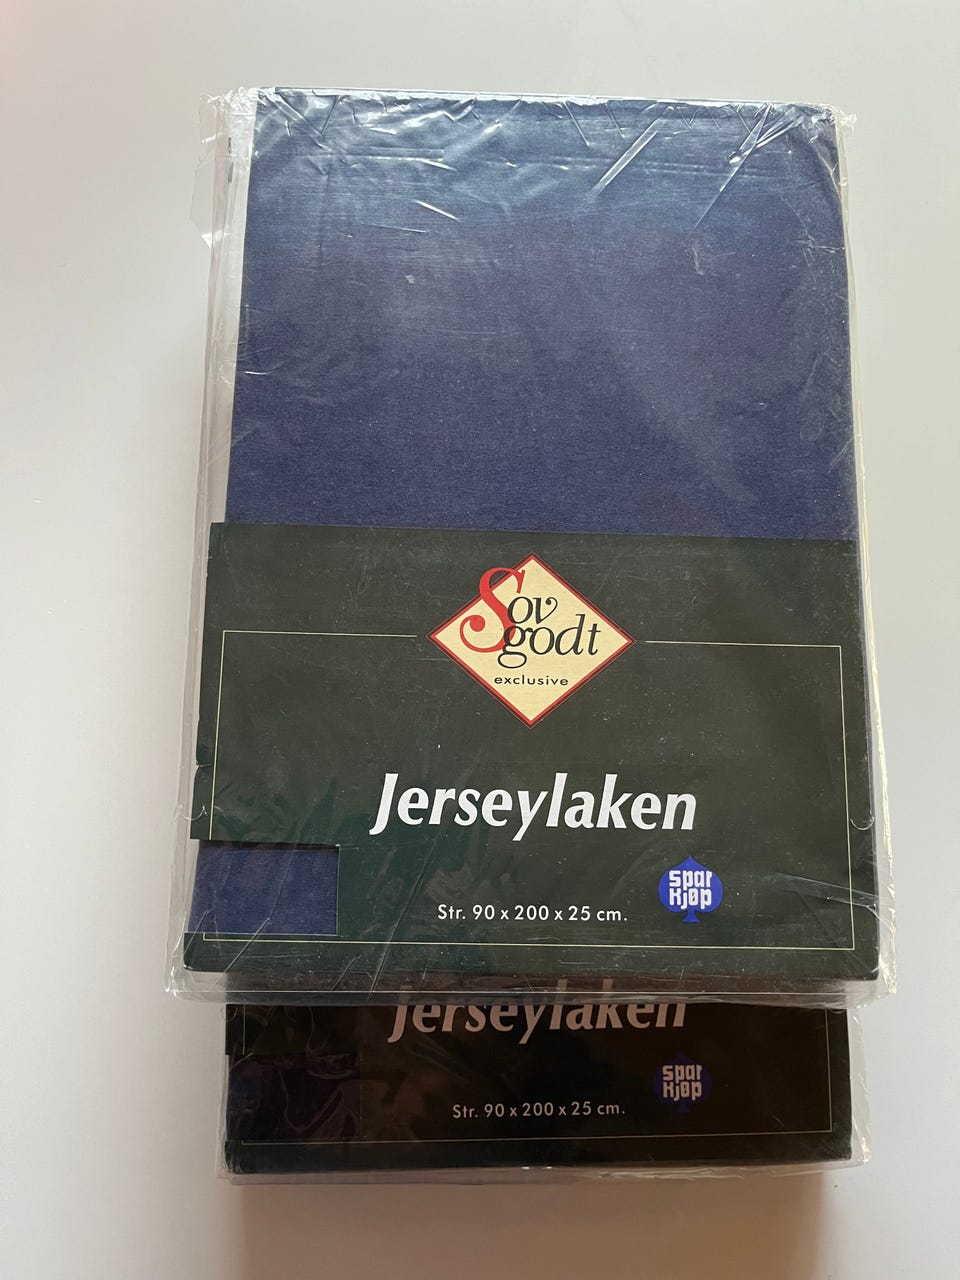 Sov
godt
exclusive
Jerseylaken
spar
kjøp
Str. 90 x 200 x 25 cm.
Jerseylaken
spar
kjøp
Str. 90 x 200 x 25 cm.